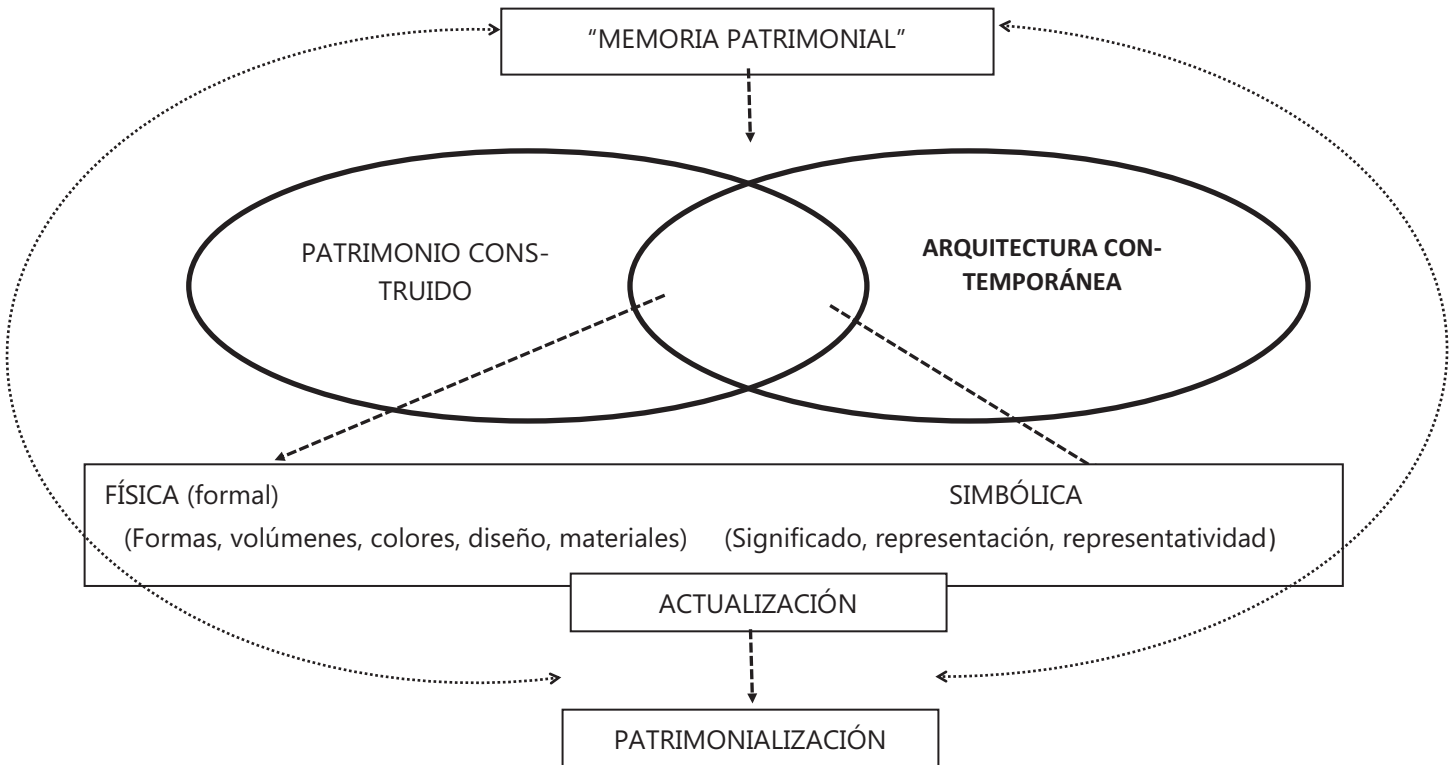 “MEMORIA PATRIMONIAL”
PATRIMONIO CONS-
TRUIDO
ARQUITECTURA CON-
TEMPORÁNEA
FÍSICA (formal)
SIMBÓLICA
(Formas, volúmenes, colores, diseño, materiales)
(Significado, representación, representatividad)
ACTUALIZACIÓN
PATRIMONIALIZACIÓN